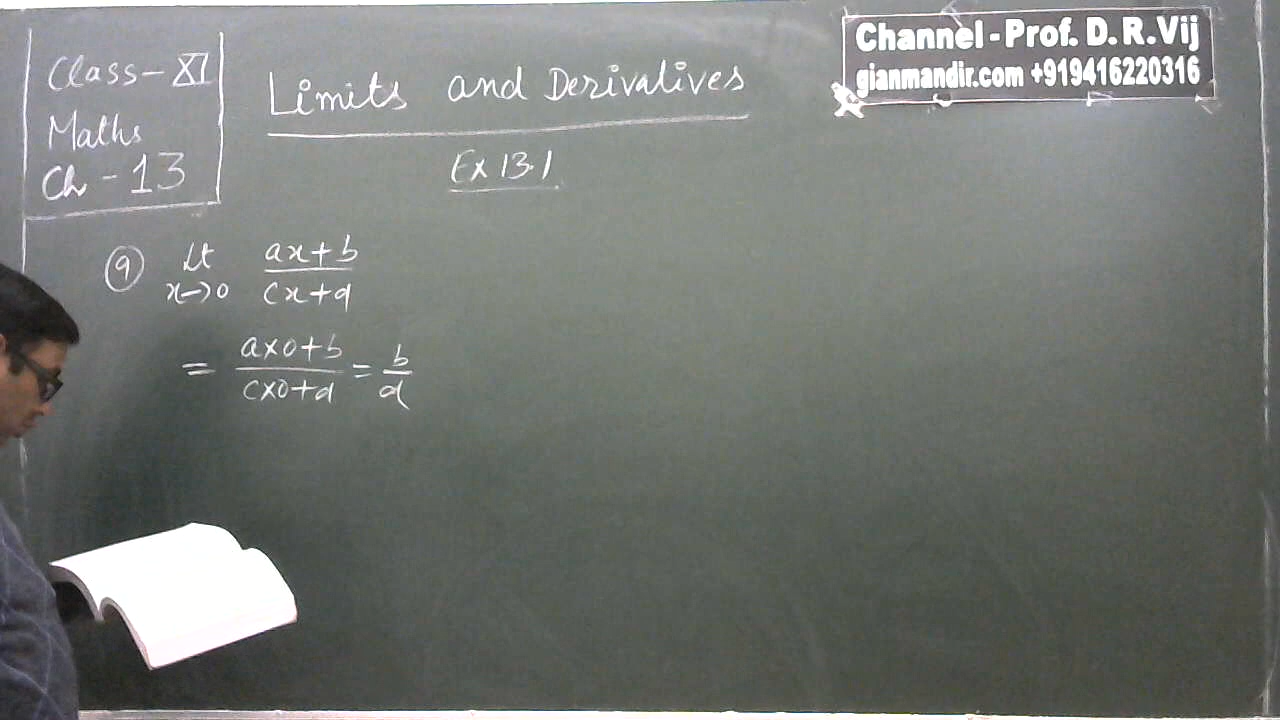 Class-XI
Maths
Ch-13
Limits and Derivatives
Ex 13.1
Channel - Prof. D. R. Vij
gianmandir.com +919416220316
(9) Lt x→0 (ax+b)/(cx+d)
= (a×0+b)/(c×0+d) = b/d